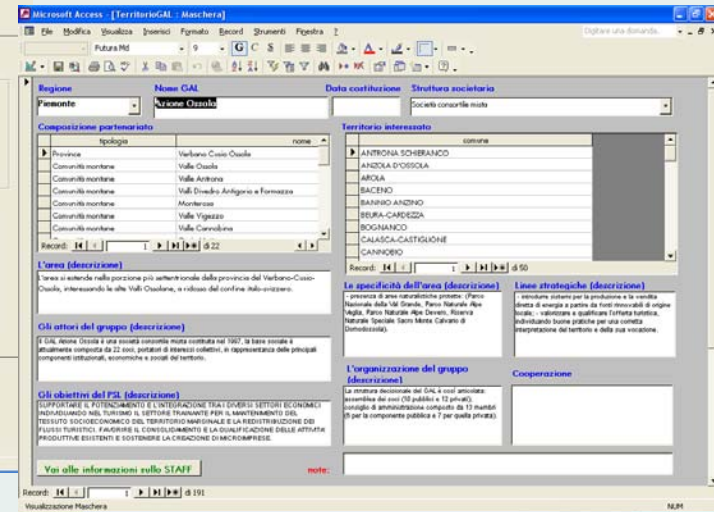 Microsoft Access - [TerritorioGAL : Maschera]
File Modifica Visualizza Inserisci Formato Record Strumenti Finestra ?
Digitare una domanda.
Futura Md 9 G C S
Regione Nome GAL Data costituzione Struttura societaria
Piemonte Azione Ossola Società consortile mista
Composizione partenariato Territorio interessato
tipologia nome comune
Province Verbano Cusio Ossola
Comunità montane Valle Ossola
Comunità montane Valle Antrona
Comunità montane Valli Divedro Antigorio e Formazza
Comunità montane Monterosa
Comunità montane Valle Vigezzo
Comunità montane Valle Cannobina
Record: 1 di 22
ANTRONA SCHIERANCO
ANZOLA D'OSSOLA
AROLA
BACENO
BANNIO ANZINO
BEURA-CARDEZZA
BOGNANCO
CALASCA-CASTIGLIONE
CANNOBIO
Record: 1 di 50
L'area (descrizione)
L'area si estende nella porzione più settentrionale della provincia del Verbano-Cusio-
Ossola, interessando le alte Valli Ossolane, a ridosso del confine italo-svizzero.
Le specificità dell'area (descrizione)
- presenza di aree naturalistiche protette: (Parco
Nazionale della Val Grande, Parco Naturale Alpe
Veglia, Parco Naturale Alpe Devero, Riserva
Naturale Speciale Sacro Monte Calvario di
Domodossola).
Linee strategiche (descrizione)
- introdurre sistemi per la produzione e la vendita
diretta di energia a partire da fonti rinnovabili di origine
locale; - valorizzare e qualificare l'offerta turistica,
individuando buone pratiche per una corretta
interpretazione del territorio e della sua vocazione.
Gli attori del gruppo (descrizione)
Il GAL Azione Ossola è una società consortile mista costituita nel 1997, la base sociale è
attualmente composta da 22 soci, portatori di interessi collettivi, in rappresentanza delle principali
componenti istituzionali, economiche e sociali del territorio.
L'organizzazione del gruppo
(descrizione)
La struttura decisionale del GAL è così articolata:
assemblea dei soci (10 pubblici e 12 privati);
consiglio di amministrazione composto da 13 membri
(6 per la componente pubblica e 7 per quella privata).
Cooperazione
Gli obiettivi del PSL (descrizione)
SUPPORTARE IL POTENZIAMENTO E L'INTEGRAZIONE TRA I DIVERSI SETTORI ECONOMICI
INDIVIDUANDO NEL TURISMO IL SETTORE TRAINANTE PER IL MANTENIMENTO DEL
TESSUTO SOCIOECONOMICO DEL TERRITORIO MARGINALE E LA REDISTRIBUZIONE DEI
FLUSSI TURISTICI. FAVORIRE IL CONSOLIDAMENTO E LA QUALIFICAZIONE DELLE ATTIVITÀ
PRODUTTIVE ESISTENTI E SOSTENERE LA CREAZIONE DI MICROIMPRESE.
Vai alle informazioni sullo STAFF note:
Record: 1 di 191
Visualizzazione Maschera NUM